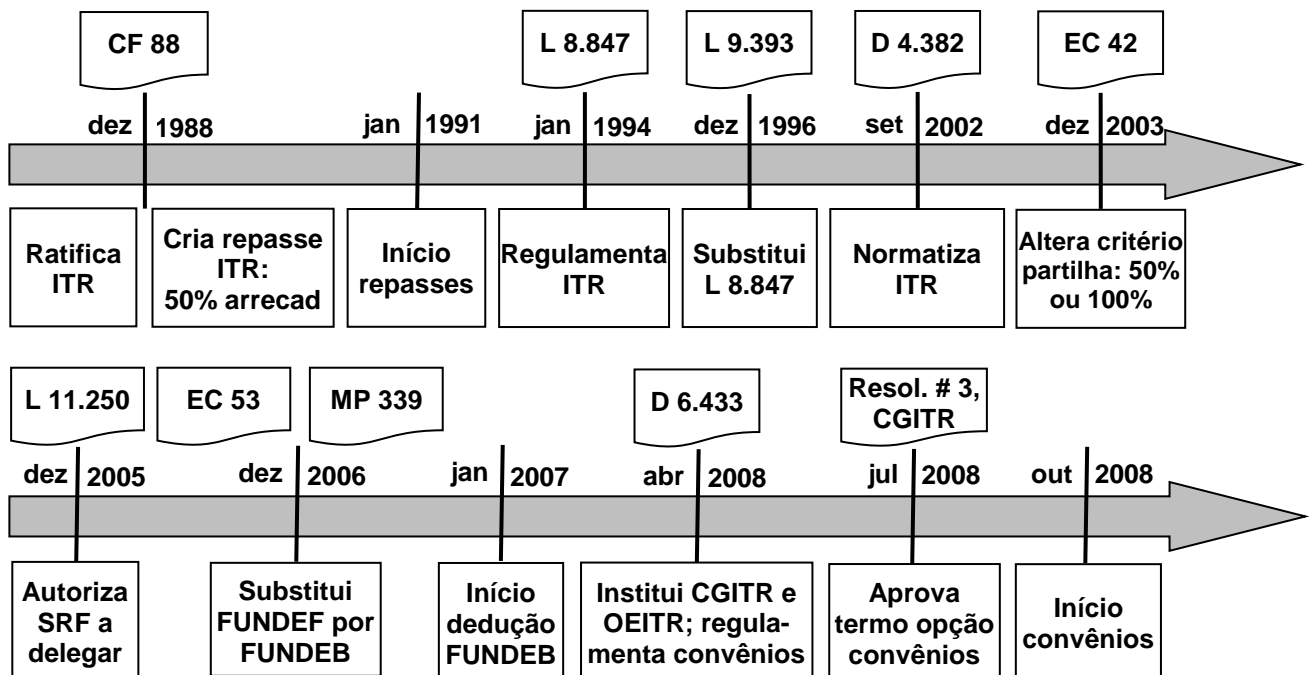 CF 88
L 8.847
L 9.393
D 4.382
EC 42
dez 1988
jan 1991
jan 1994
dez 1996
set 2002
dez 2003
Ratifica
ITR
Cria repasse
ITR:
50% arrecad
Início
repasses
Regulamenta
ITR
Substitui
L 8.847
Normatiza
ITR
Altera critério
partilha: 50%
ou 100%
L 11.250
EC 53
MP 339
D 6.433
Resol. # 3,
CGITR
dez 2005
dez 2006
jan 2007
abr 2008
jul 2008
out 2008
Autoriza
SRF a
delegar
Substitui
FUNDEF por
FUNDEB
Início
dedução
FUNDEB
Institui CGITR e
OEITR; regula-
menta convênios
Aprova
termo opção
convênios
Início
convênios